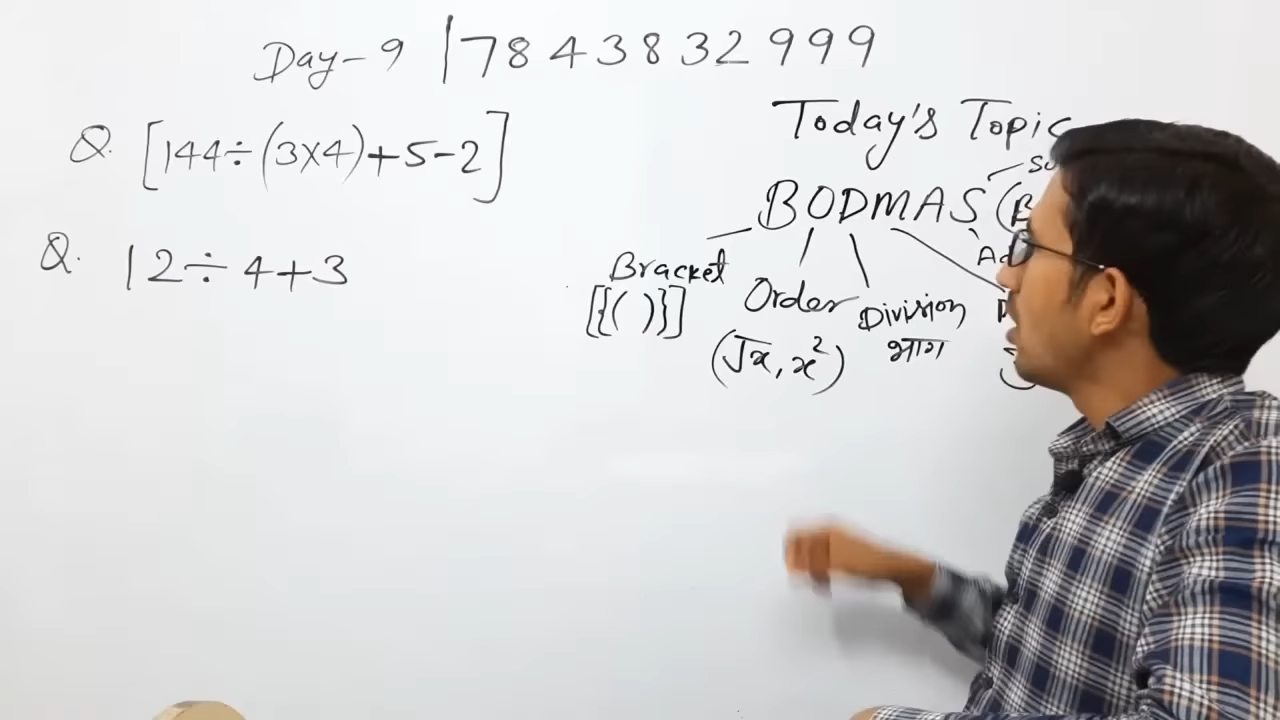 Day-9 | 7843832999
Today's Topic
Q. [144÷(3×4)+5-2]
BODMAS
Q. 12÷4+3
Bracket
[{( )}]
Order
(√x, x²)
Division
भाग